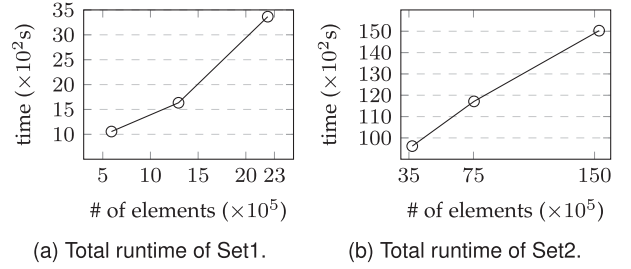 time (×10²s)
35
30
25
20
15
10
5 10 15 20 23
# of elements (×10⁵)
(a) Total runtime of Set1.
time (×10²s)
150
140
130
120
110
100
35 75 150
# of elements (×10⁵)
(b) Total runtime of Set2.